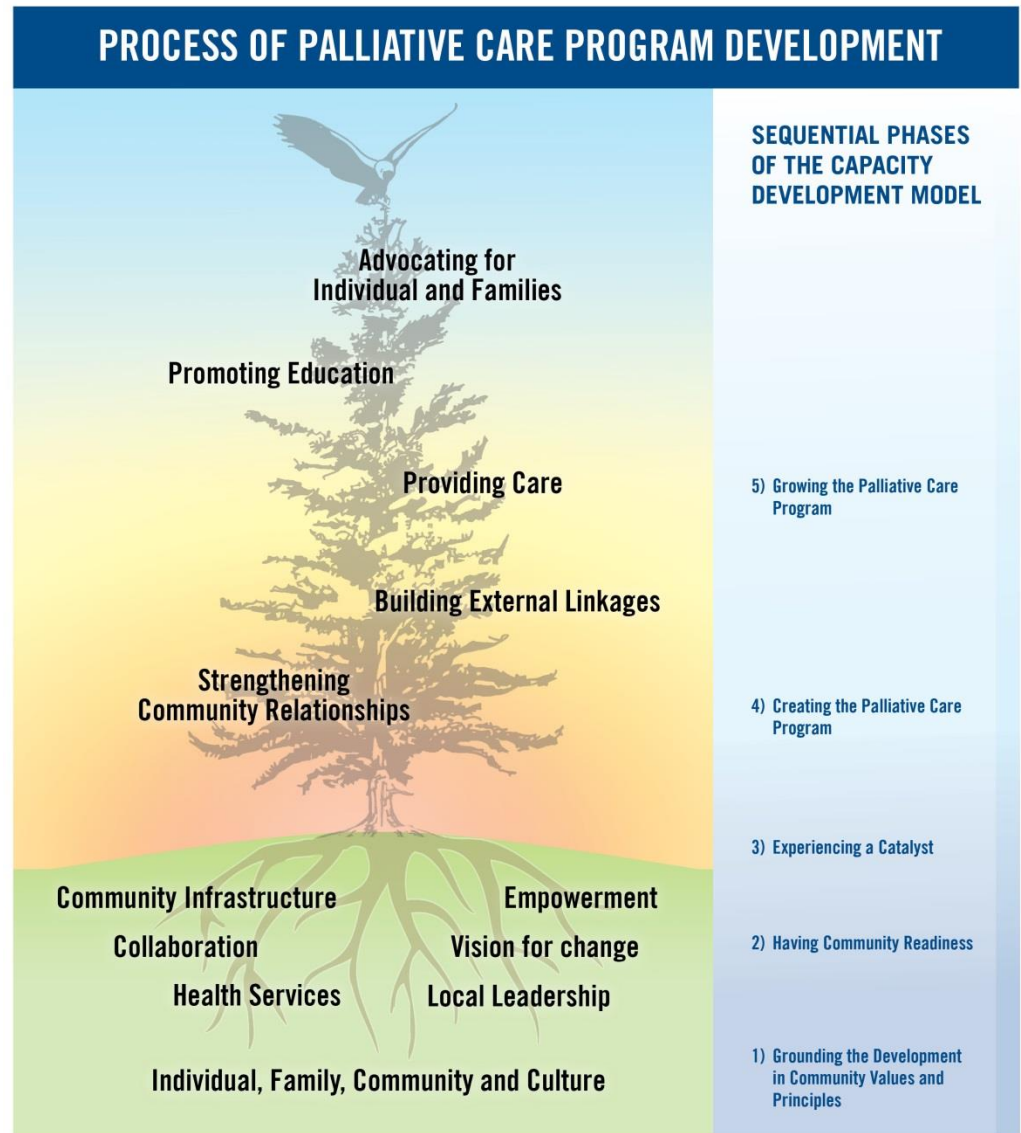 PROCESS OF PALLIATIVE CARE PROGRAM DEVELOPMENT
SEQUENTIAL PHASES
OF THE CAPACITY
DEVELOPMENT MODEL
Advocating for
Individual and Families
Promoting Education
Providing Care
5) Growing the Palliative Care
Program
Building External Linkages
Strengthening
Community Relationships
4) Creating the Palliative Care
Program
3) Experiencing a Catalyst
Community Infrastructure
Empowerment
Collaboration
Vision for change
2) Having Community Readiness
Health Services
Local Leadership
1) Grounding the Development
in Community Values and
Principles
Individual, Family, Community and Culture